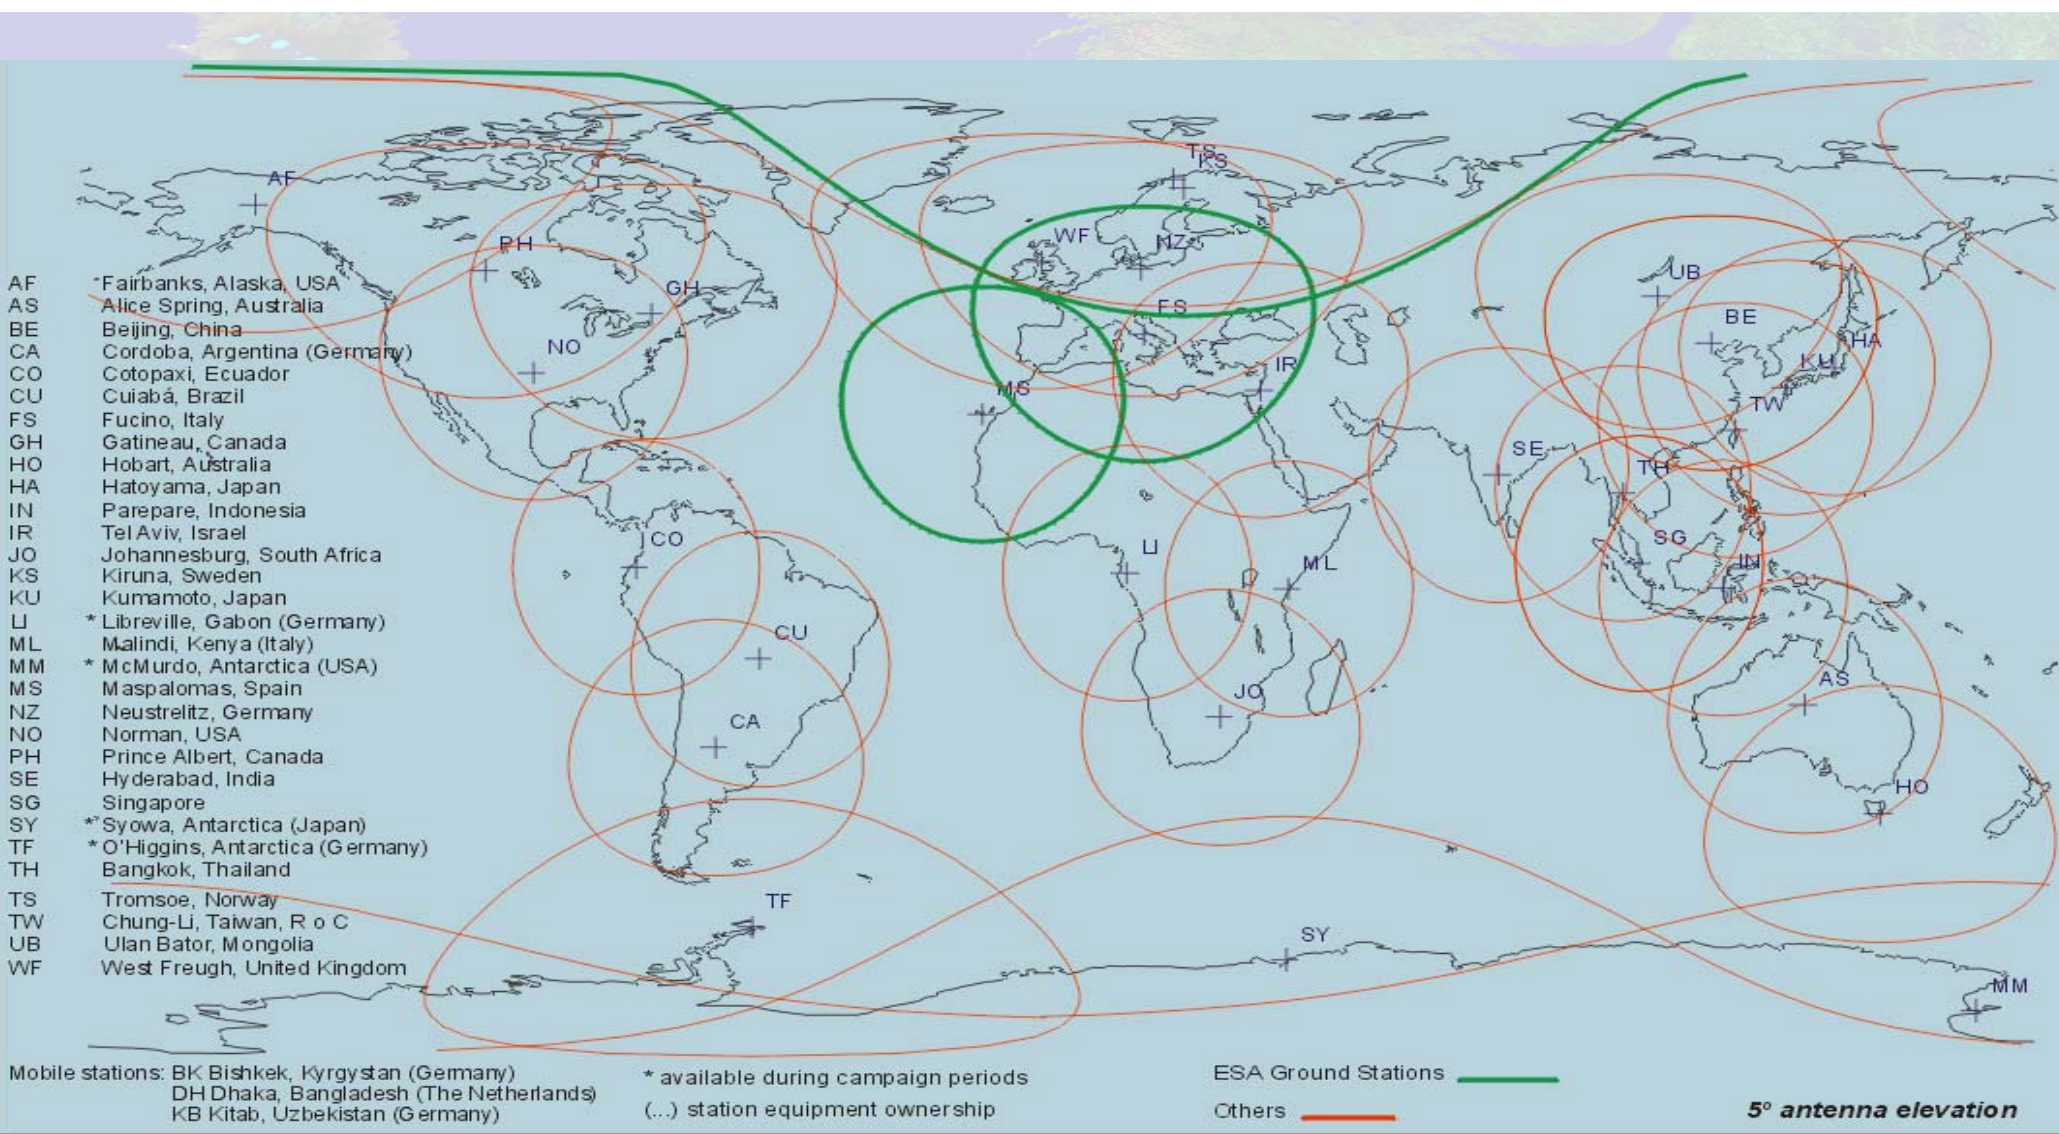 TS
KS
AF
WF
NZ
PH
UB
GH
FS
BE
NO
HA
IR
KU
MS
TW
SE
TH
CO
SG
LI
ML
IN
CU
AS
JO
CA
HO
TF
SY
MM
AF Fairbanks, Alaska, USA
AS Alice Spring, Australia
BE Beijing, China
CA Cordoba, Argentina (Germany)
CO Cotopaxi, Ecuador
CU Cuiabá, Brazil
FS Fucino, Italy
GH Gatineau, Canada
HO Hobart, Australia
HA Hatoyama, Japan
IN Parepare, Indonesia
IR Tel Aviv, Israel
JO Johannesburg, South Africa
KS Kiruna, Sweden
KU Kumamoto, Japan
LI * Libreville, Gabon (Germany)
ML Malindi, Kenya (Italy)
MM * McMurdo, Antarctica (USA)
MS Maspalomas, Spain
NZ Neustrelitz, Germany
NO Norman, USA
PH Prince Albert, Canada
SE Hyderabad, India
SG Singapore
SY * Syowa, Antarctica (Japan)
TF * O'Higgins, Antarctica (Germany)
TH Bangkok, Thailand
TS Tromsoe, Norway
TW Chung-Li, Taiwan, R o C
UB Ulan Bator, Mongolia
WF West Freugh, United Kingdom
Mobile stations: BK Bishkek, Kyrgystan (Germany)
DH Dhaka, Bangladesh (The Netherlands)
KB Kitab, Uzbekistan (Germany)
* available during campaign periods
(...) station equipment ownership
ESA Ground Stations
Others
5° antenna elevation